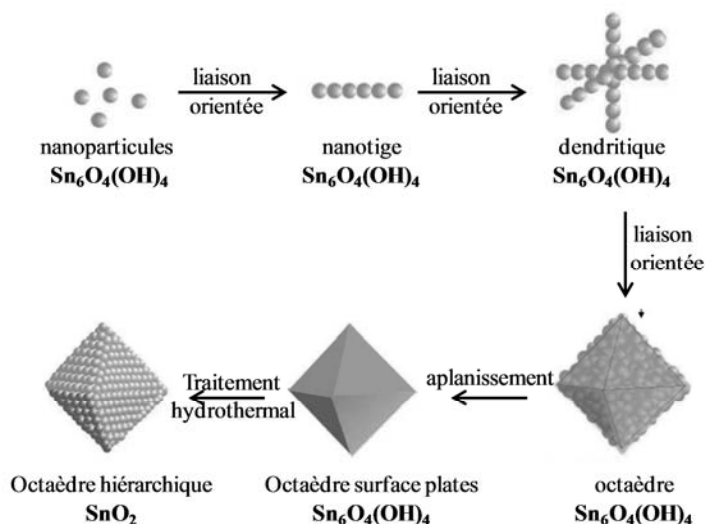 liaison
orientée
liaison
orientée
nanoparticules
Sn₆O₄(OH)₄
nanotige
Sn₆O₄(OH)₄
dendritique
Sn₆O₄(OH)₄
liaison
orientée
Traitement
hydrothermal
aplanissement
Octaèdre hiérarchique
SnO₂
Octaèdre surface plates
Sn₆O₄(OH)₄
octaèdre
Sn₆O₄(OH)₄